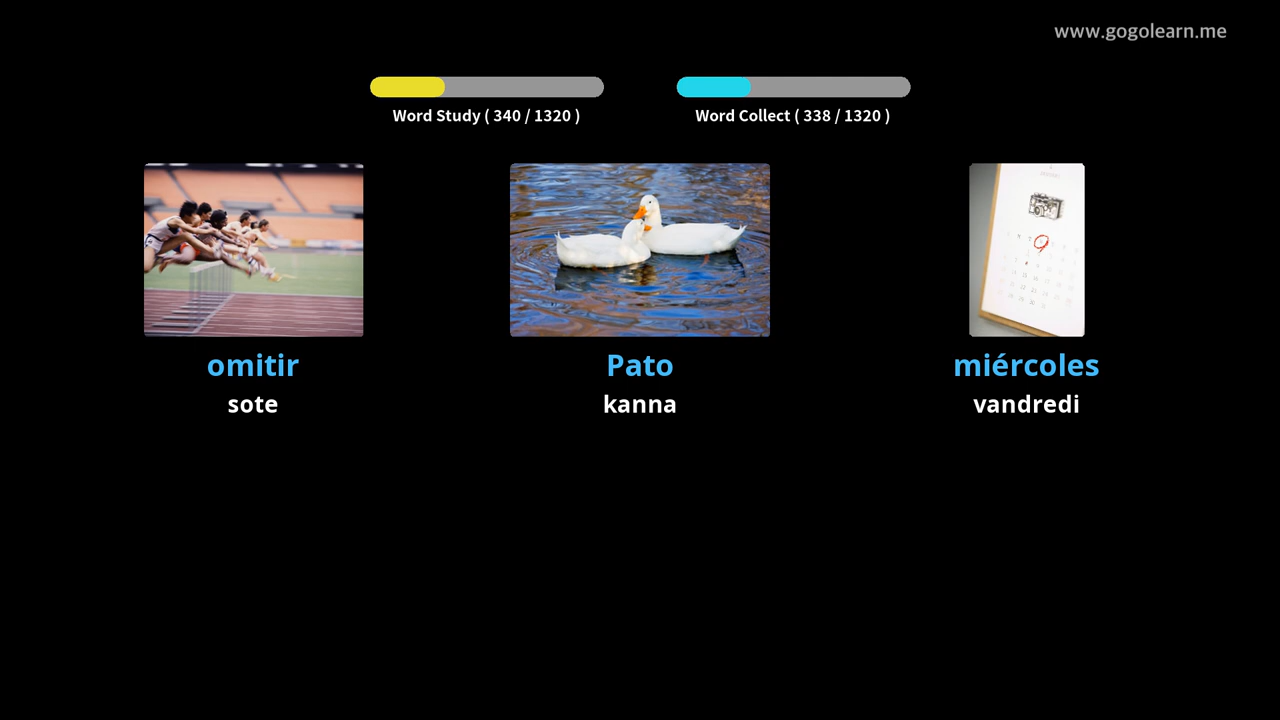 www.gogolearn.me
Word Study ( 340 / 1320 )
Word Collect ( 338 / 1320 )
omitir
sote
Pato
kanna
miércoles
vandredi